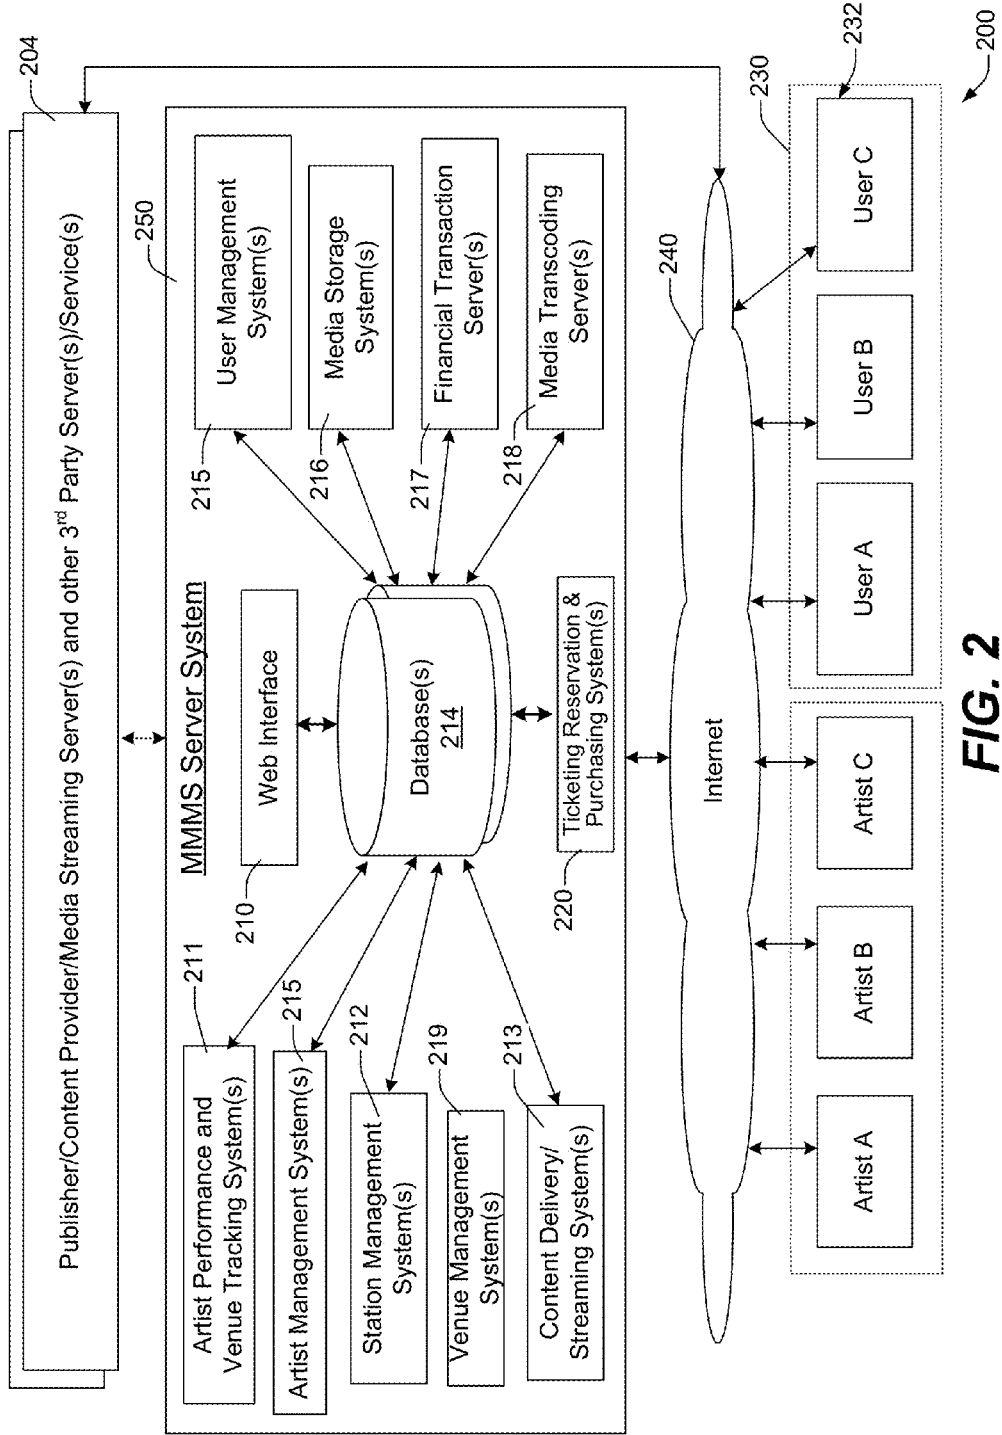 Publisher/Content Provider/Media Streaming Server(s) and other 3rd Party Server(s)/Service(s)
204
250
MMMS Server System
Artist Performance and
Venue Tracking System(s)
211
Artist Management System(s)
215
Station Management
System(s)
212
Venue Management
System(s)
219
Content Delivery/
Streaming System(s)
213
Web Interface
210
Database(s)
214
Ticketing Reservation &
Purchasing System(s)
220
User Management
System(s)
215
Media Storage
System(s)
216
Financial Transaction
Server(s)
217
Media Transcoding
Server(s)
218
Internet
240
230
Artist A
Artist B
Artist C
User A
User B
User C
232
FIG. 2
200